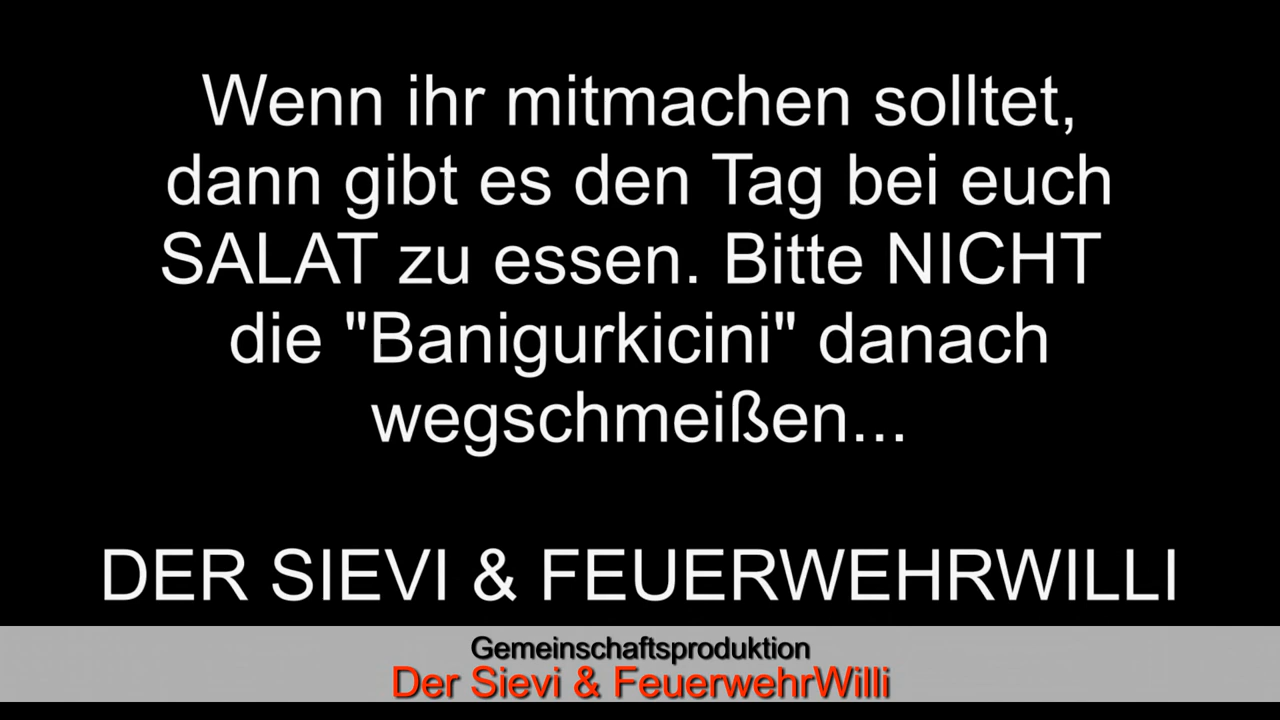 Wenn ihr mitmachen solltet,
dann gibt es den Tag bei euch
SALAT zu essen. Bitte NICHT
die "Banigurkicini" danach
wegschmeißen...
DER SIEVI & FEUERWEHRWILLI
Gemeinschaftsproduktion
Der Sievi & FeuerwehrWilli